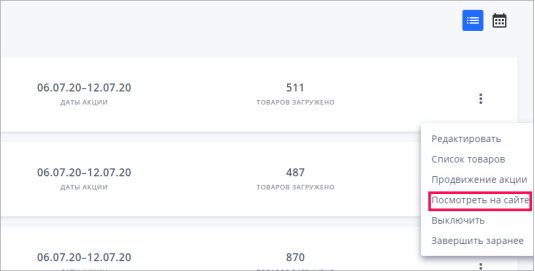 06.07.20–12.07.20 511
ДАТЫ АКЦИИ ТОВАРОВ ЗАГРУЖЕНО
Редактировать
Список товаров
Продвижение акции
Посмотреть на сайте
Выключить
Завершить заранее
06.07.20–12.07.20 487
ДАТЫ АКЦИИ ТОВАРОВ ЗАГРУЖЕНО
06.07.20–12.07.20 870
ДАТЫ АКЦИИ ТОВАРОВ ЗАГРУЖЕНО